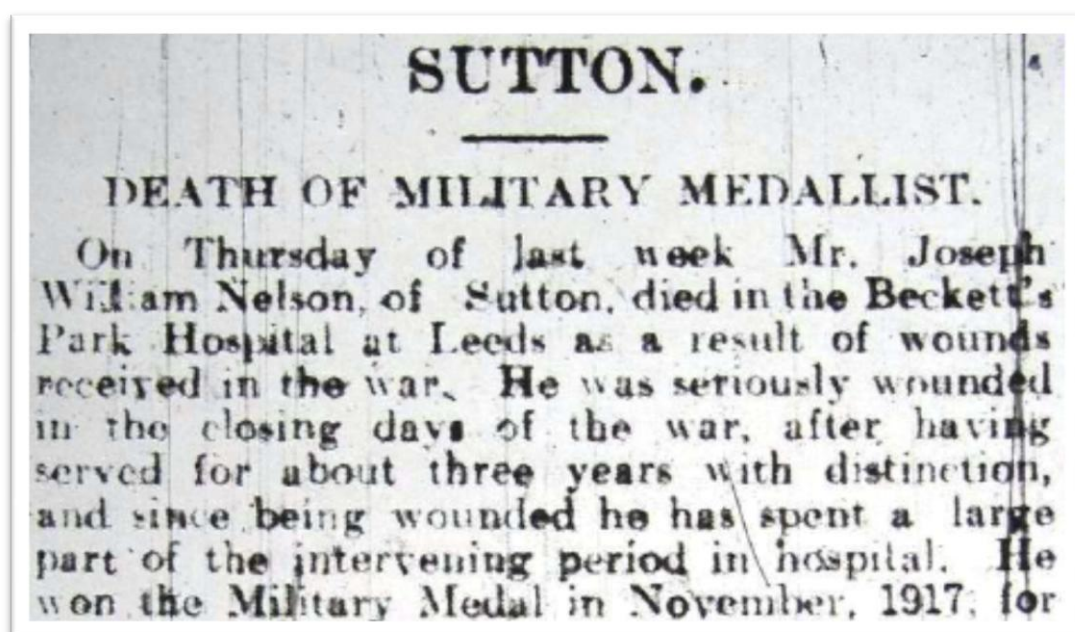 SUTTON.
DEATH OF MILITARY MEDALLIST.
On Thursday of last week Mr. Joseph
William Nelson, of Sutton, died in the Beckett's
Park Hospital at Leeds as a result of wounds
received in the war. He was seriously wounded
in the closing days of the war, after having
served for about three years with distinction,
and since being wounded he has spent a large
part of the intervening period in hospital. He
won the Military Medal in November, 1917, for